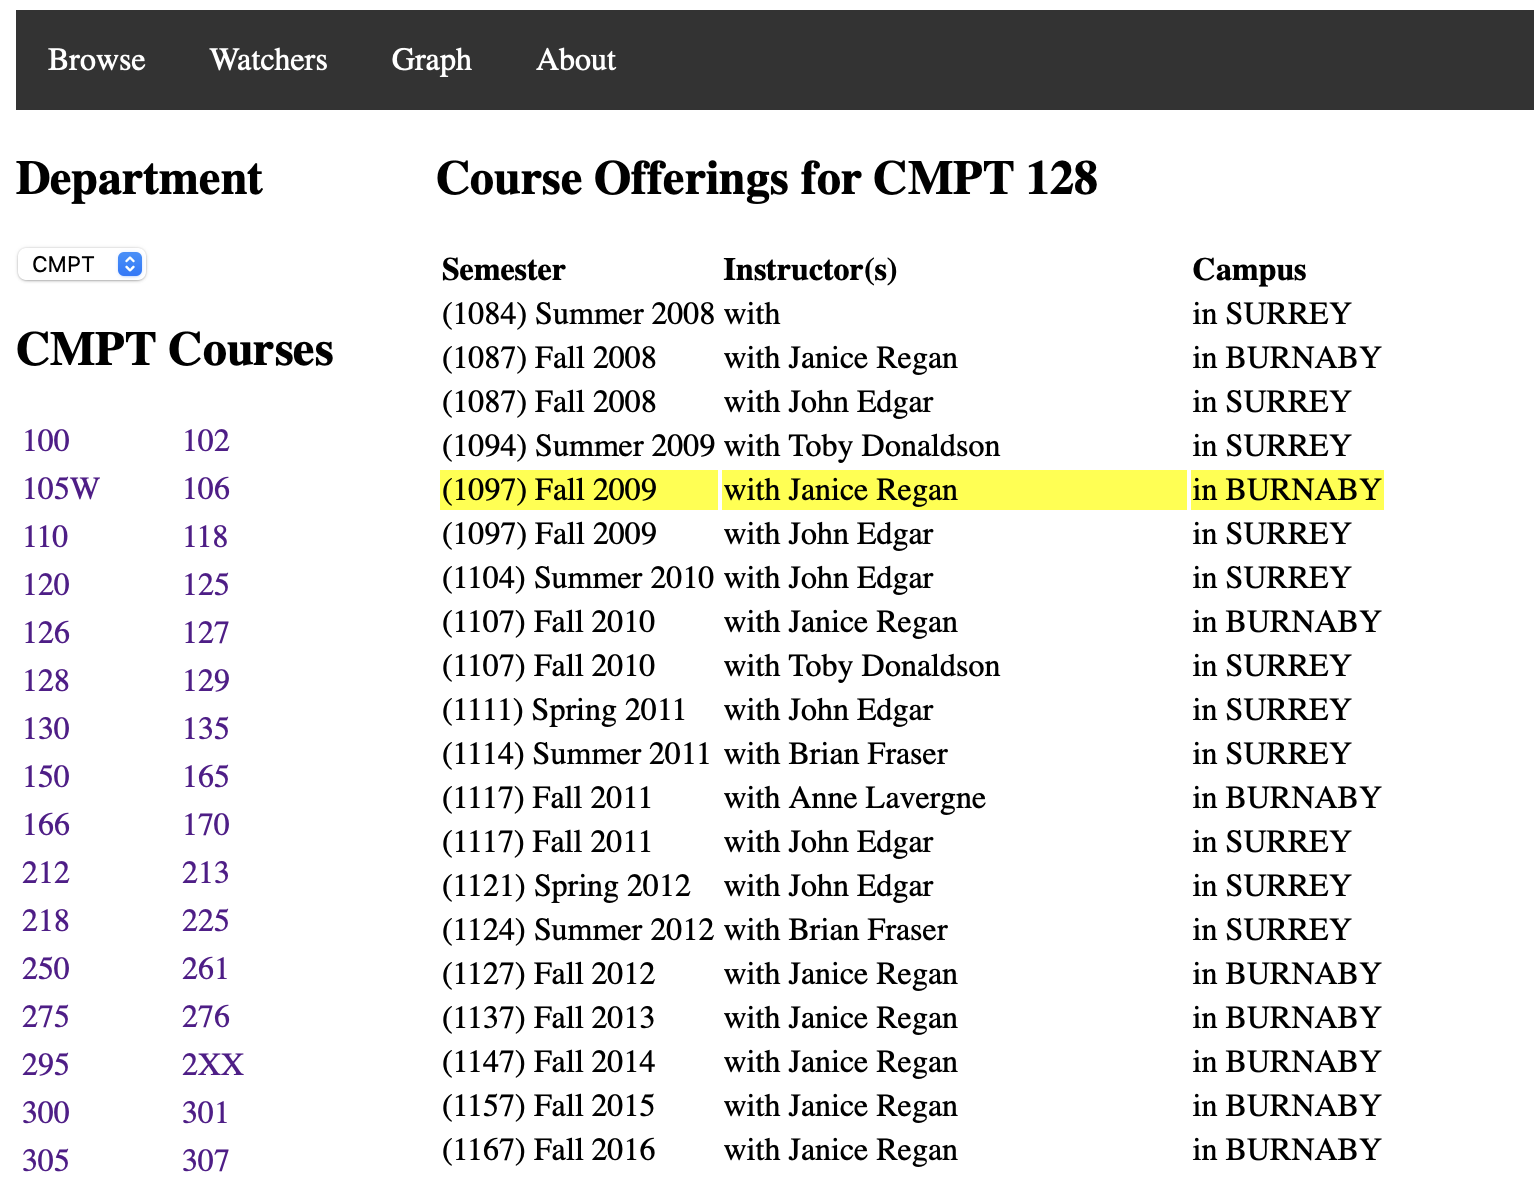 Browse Watchers Graph About
Department
CMPT
CMPT Courses
100 102
105W 106
110 118
120 125
126 127
128 129
130 135
150 165
166 170
212 213
218 225
250 261
275 276
295 2XX
300 301
305 307
Course Offerings for CMPT 128
Semester Instructor(s) Campus
(1084) Summer 2008 with in SURREY
(1087) Fall 2008 with Janice Regan in BURNABY
(1087) Fall 2008 with John Edgar in SURREY
(1094) Summer 2009 with Toby Donaldson in SURREY
(1097) Fall 2009 with Janice Regan in BURNABY
(1097) Fall 2009 with John Edgar in SURREY
(1104) Summer 2010 with John Edgar in SURREY
(1107) Fall 2010 with Janice Regan in BURNABY
(1107) Fall 2010 with Toby Donaldson in SURREY
(1111) Spring 2011 with John Edgar in SURREY
(1114) Summer 2011 with Brian Fraser in SURREY
(1117) Fall 2011 with Anne Lavergne in BURNABY
(1117) Fall 2011 with John Edgar in SURREY
(1121) Spring 2012 with John Edgar in SURREY
(1124) Summer 2012 with Brian Fraser in SURREY
(1127) Fall 2012 with Janice Regan in BURNABY
(1137) Fall 2013 with Janice Regan in BURNABY
(1147) Fall 2014 with Janice Regan in BURNABY
(1157) Fall 2015 with Janice Regan in BURNABY
(1167) Fall 2016 with Janice Regan in BURNABY